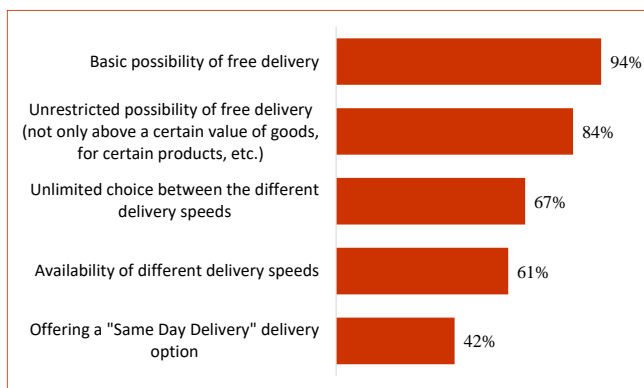 Basic possibility of free delivery
94%
Unrestricted possibility of free delivery
(not only above a certain value of goods,
for certain products, etc.)
84%
Unlimited choice between the different
delivery speeds
67%
Availability of different delivery speeds
61%
Offering a "Same Day Delivery" delivery
option
42%